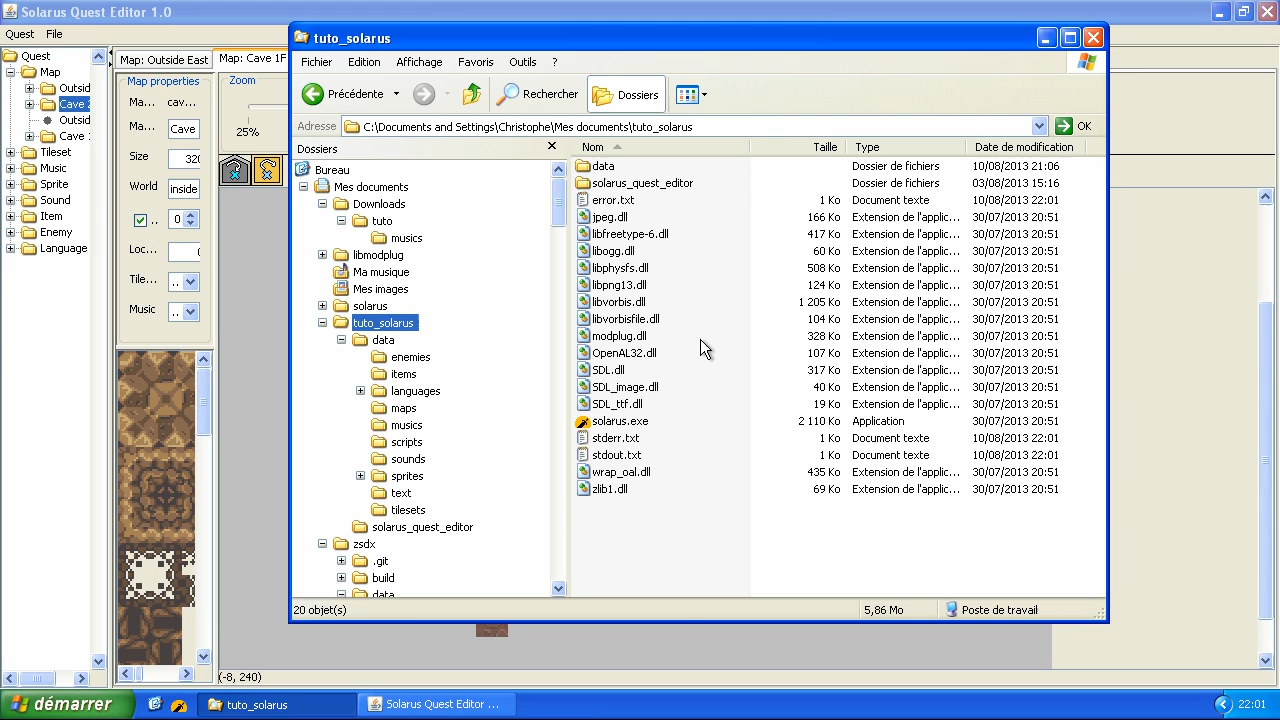 Solarus Quest Editor 1.0
Quest File
Quest
Map
Outsid
Cave 2
Outsid
Cave
Tileset
Music
Sprite
Sound
Item
Enemy
Language
Map: Outside East
Map: Cave 1F
Map properties
Ma... cav...
Ma... Cave
Size 320
World inside
.. 0
Loc...
Tile... ..
Music ..
Zoom
25%
(-8, 240)
tuto_solarus
Fichier Edition Affichage Favoris Outils ?
Précédente Rechercher Dossiers
Adresse C:\Documents and Settings\Christophe\Mes documents\tuto_solarus OK
Dossiers
Bureau
Mes documents
Downloads
tuto
musics
libmodplug
Ma musique
Mes images
solarus
tuto_solarus
data
enemies
items
languages
maps
musics
scripts
sounds
sprites
text
tilesets
solarus_quest_editor
zsdx
.git
build
data
Nom Taille Type Date de modification
data Dossier de fichiers 10/08/2013 21:06
solarus_quest_editor Dossier de fichiers 03/08/2013 15:16
error.txt 1 Ko Document texte 10/08/2013 22:01
jpeg.dll 166 Ko Extension de l'applic... 30/07/2013 20:51
libfreetype-6.dll 417 Ko Extension de l'applic... 30/07/2013 20:51
libogg.dll 60 Ko Extension de l'applic... 30/07/2013 20:51
libphysfs.dll 508 Ko Extension de l'applic... 30/07/2013 20:51
libpng13.dll 124 Ko Extension de l'applic... 30/07/2013 20:51
libvorbis.dll 1 205 Ko Extension de l'applic... 30/07/2013 20:51
libvorbisfile.dll 104 Ko Extension de l'applic... 30/07/2013 20:51
modplug.dll 328 Ko Extension de l'applic... 30/07/2013 20:51
OpenAL32.dll 107 Ko Extension de l'applic... 30/07/2013 20:51
SDL.dll 317 Ko Extension de l'applic... 30/07/2013 20:51
SDL_image.dll 40 Ko Extension de l'applic... 30/07/2013 20:51
SDL_ttf.dll 19 Ko Extension de l'applic... 30/07/2013 20:51
solarus.exe 2 110 Ko Application 30/07/2013 20:51
stderr.txt 1 Ko Document texte 10/08/2013 22:01
stdout.txt 1 Ko Document texte 10/08/2013 22:01
wrap_oal.dll 435 Ko Extension de l'applic... 30/07/2013 20:51
zlib1.dll 69 Ko Extension de l'applic... 30/07/2013 20:51
20 objet(s) 5,86 Mo Poste de travail
démarrer tuto_solarus Solarus Quest Editor ... 22:01